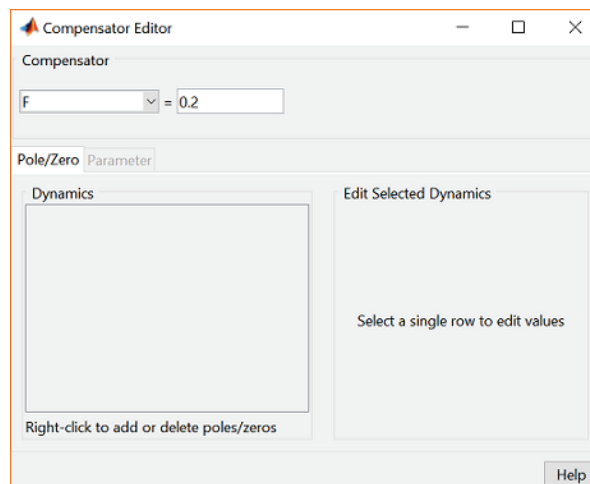 Compensator Editor
Compensator
F = 0.2
Pole/Zero Parameter
Dynamics
Edit Selected Dynamics
Select a single row to edit values
Right-click to add or delete poles/zeros
Help